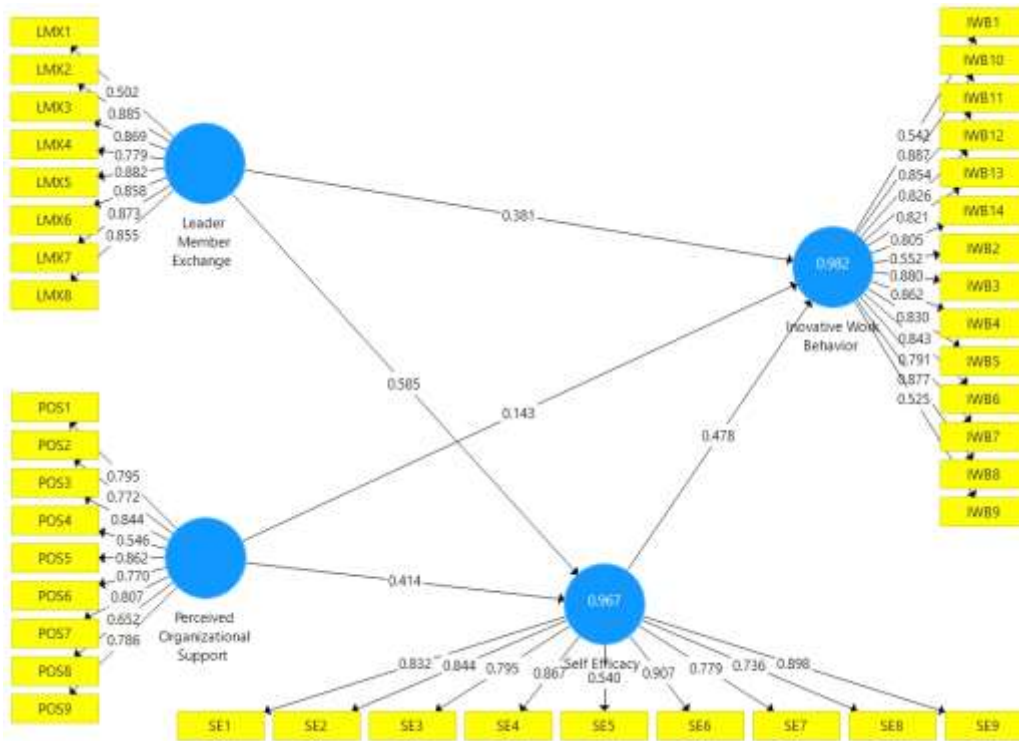 LMX1
LMX2
LMX3
LMX4
LMX5
LMX6
LMX7
LMX8
0.502
0.885
0.869
0.779
0.882
0.858
0.873
0.855
Leader
Member
Exchange
0.381
0.585
POS1
POS2
POS3
POS4
POS5
POS6
POS7
POS8
POS9
0.795
0.772
0.844
0.546
0.862
0.770
0.807
0.652
0.786
Perceived
Organizational
Support
0.143
0.414
0.478
0.982
Inovative Work
Behavior
0.542
0.887
0.854
0.826
0.821
0.805
0.552
0.880
0.862
0.830
0.843
0.791
0.877
0.525
IWB1
IWB10
IWB11
IWB12
IWB13
IWB14
IWB2
IWB3
IWB4
IWB5
IWB6
IWB7
IWB8
IWB9
0.967
Self Efficacy
0.832
0.844
0.795
0.867
0.540
0.907
0.779
0.736
0.898
SE1
SE2
SE3
SE4
SE5
SE6
SE7
SE8
SE9